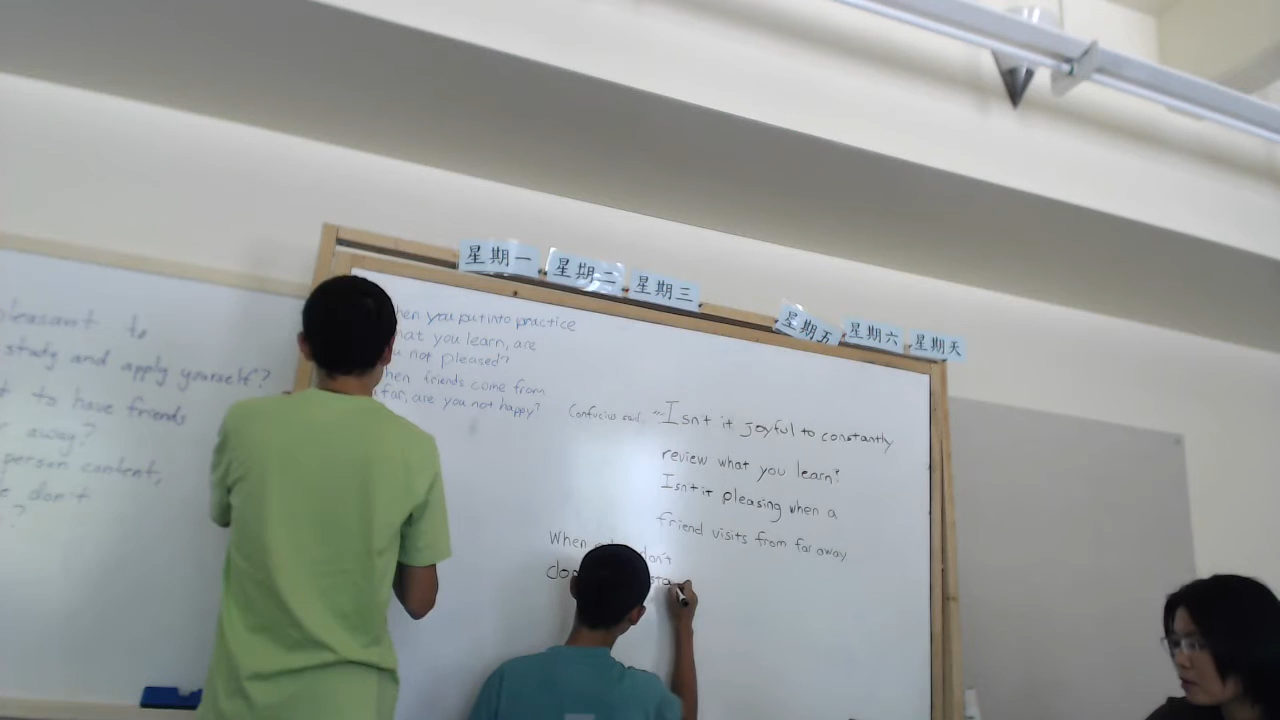 星期一
星期二
星期三
星期五
星期六
星期天
pleasant to
study and apply yourself?
to have friends
away?
person content,
don't
?
you put into practice
you learn, are
not pleased?
friends come from
far, are you not happy?
Confucius said "Isn't it joyful to constantly
review what you learn?
Isn't it pleasing when a
friend visits from far away
When don't